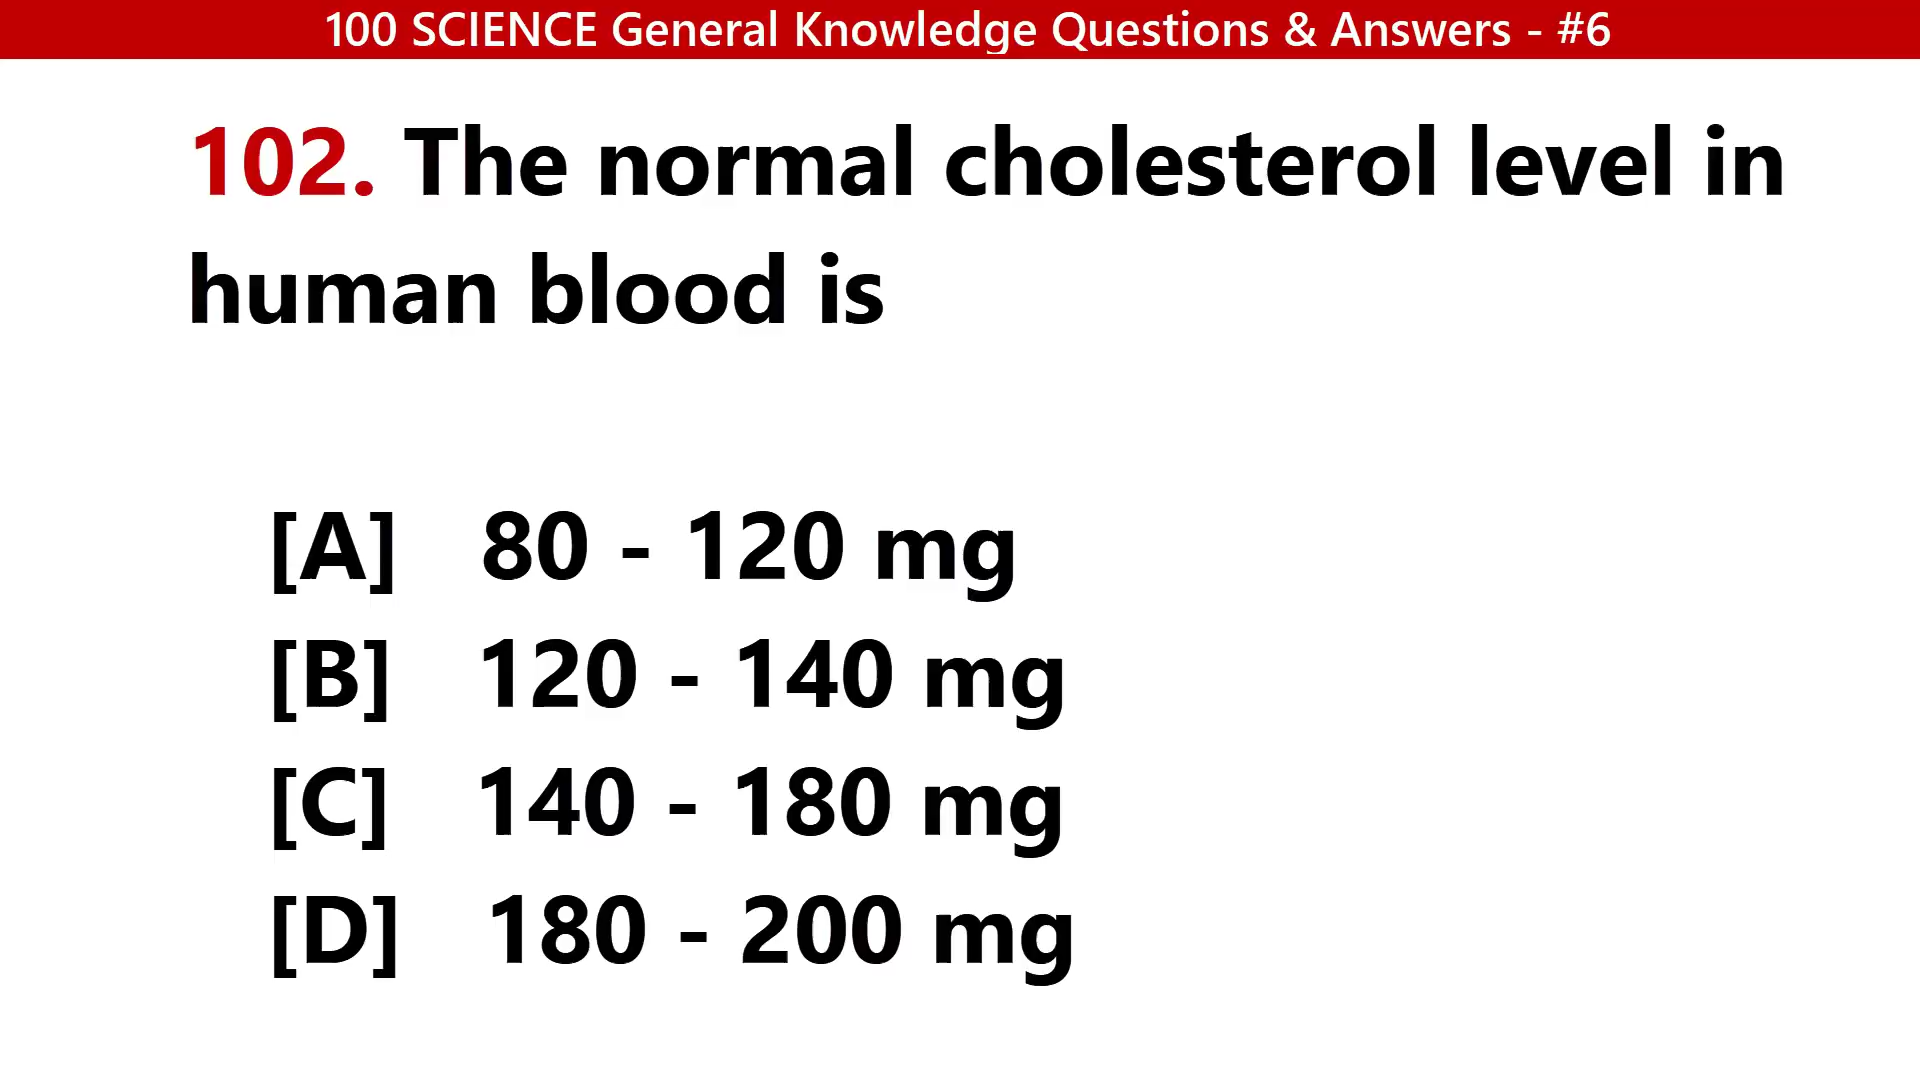 100 SCIENCE General Knowledge Questions & Answers - #6
102. The normal cholesterol level in
human blood is
[A] 80 - 120 mg
[B] 120 - 140 mg
[C] 140 - 180 mg
[D] 180 - 200 mg